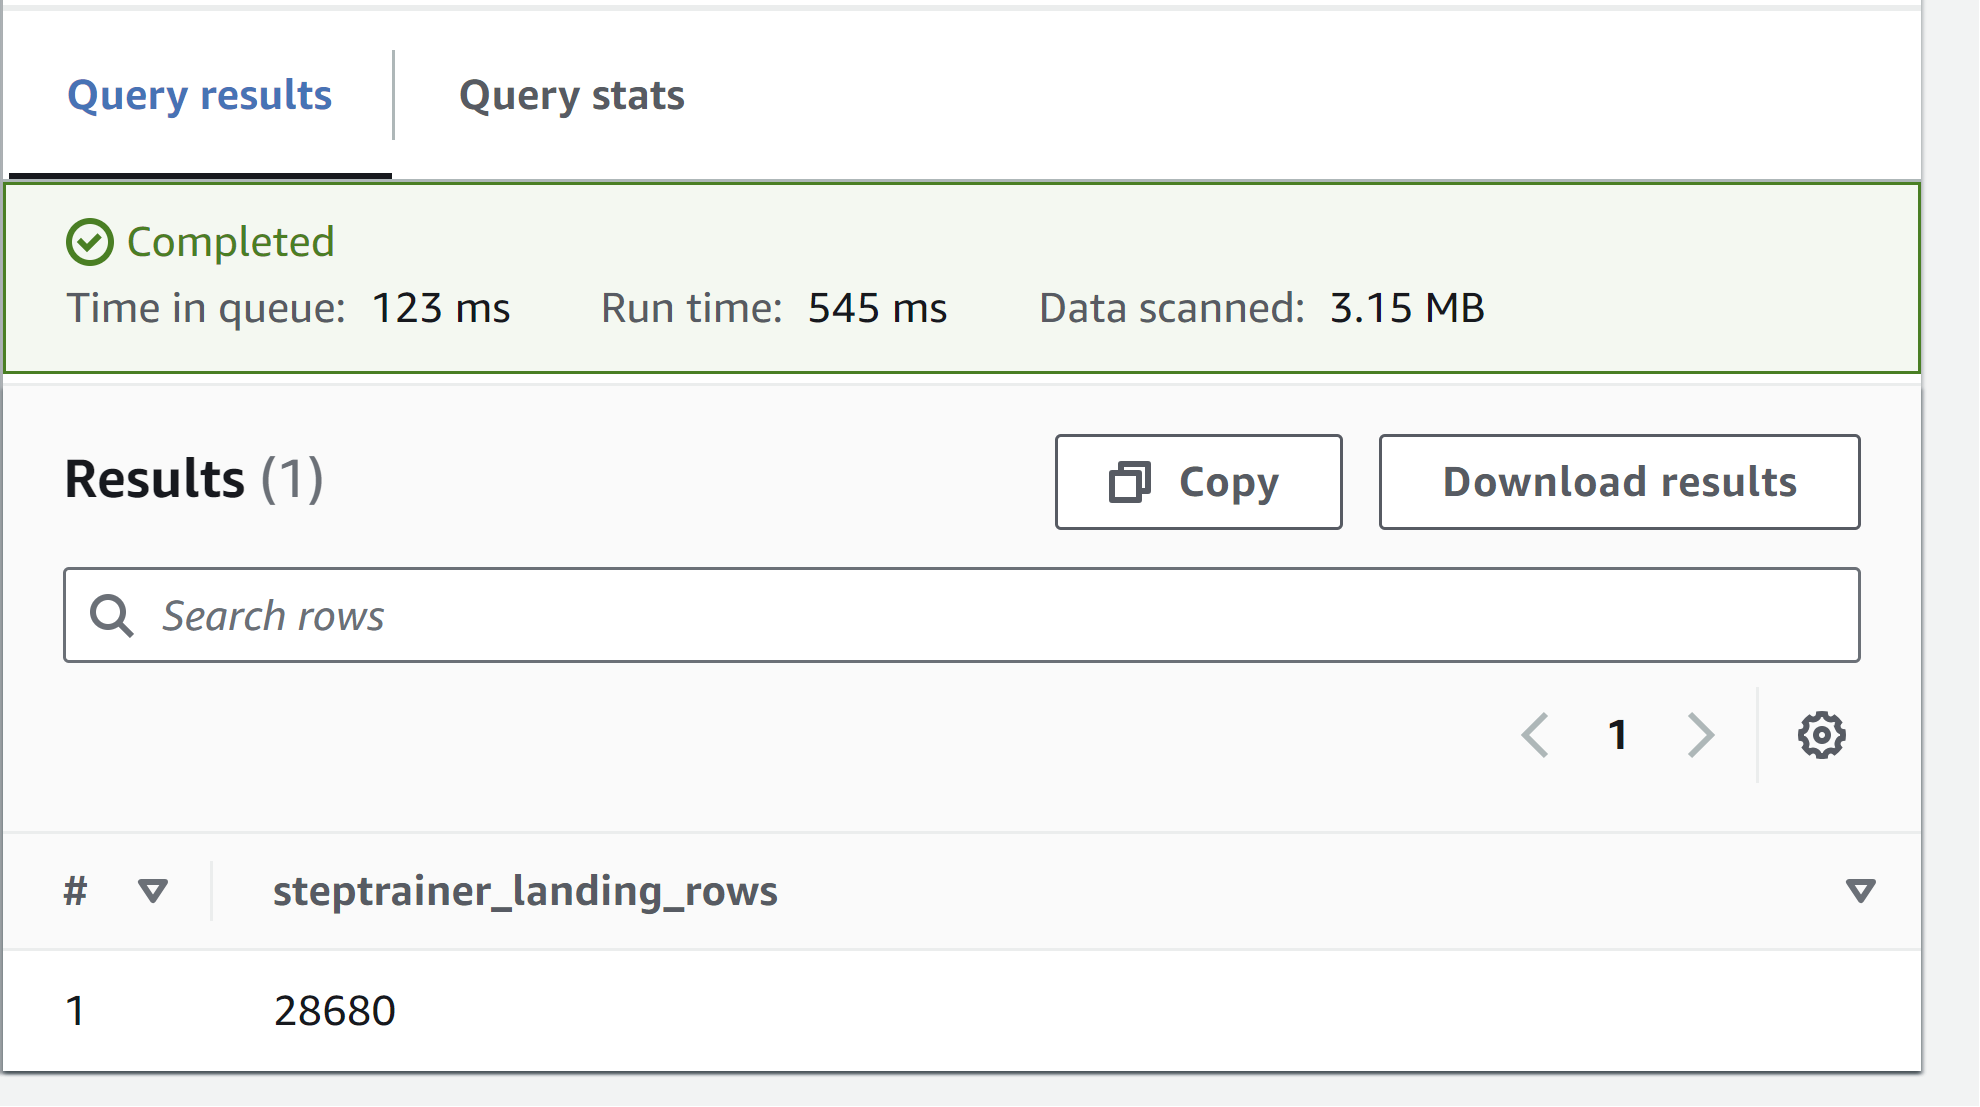 Query results Query stats
Completed
Time in queue: 123 ms Run time: 545 ms Data scanned: 3.15 MB
Results (1) Copy Download results
Search rows
1
# steptrainer_landing_rows
1 28680